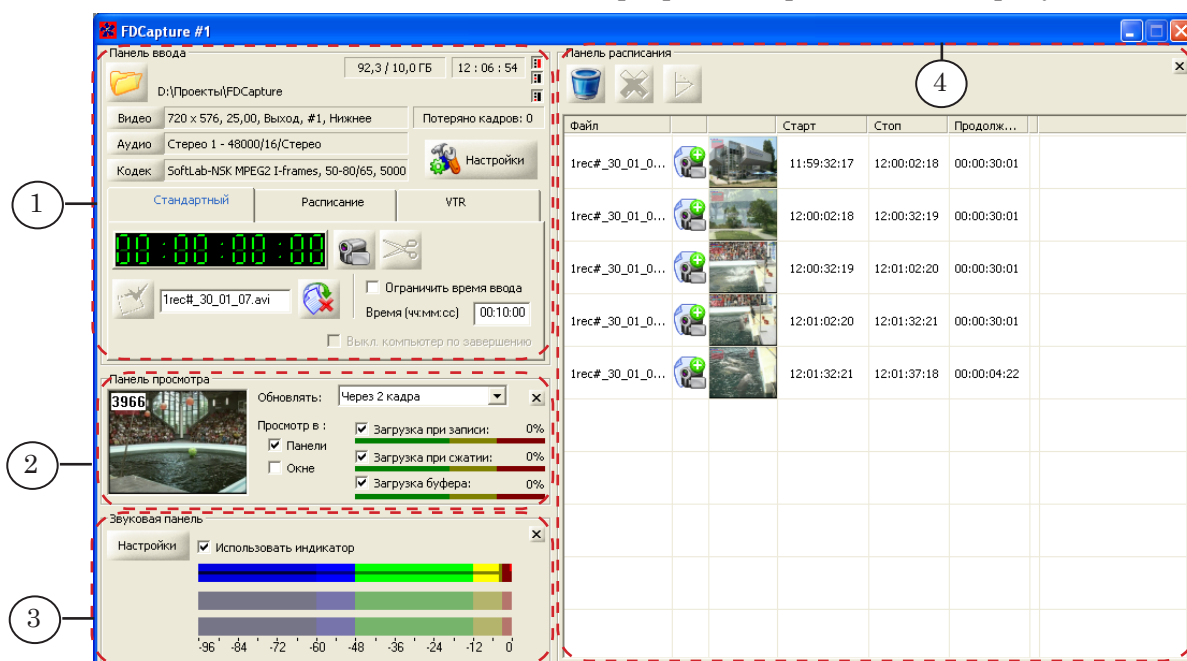 FDCapture #1
Панель ввода
92,3 / 10,0 ГБ
12 : 06 : 54
D:\Проекты\FDCapture
Видео 720 x 576, 25,00, Выход, #1, Нижнее
Потеряно кадров: 0
Аудио Стерео 1 - 48000/16/Стерео
Кодек SoftLab-NSK MPEG2 I-frames, 50-80/65, 5000
Настройки
Стандартный Расписание VTR
00:00:00:00
1rec#_30_01_07.avi
Ограничить время ввода
Время (чч:мм:сс) 00:10:00
Выкл. компьютер по завершению
1
Панель просмотра
3966
Обновлять: Через 2 кадра
Просмотр в :
Панели
Окне
Загрузка при записи: 0%
Загрузка при сжатии: 0%
Загрузка буфера: 0%
2
Звуковая панель
Настройки
Использовать индикатор
-96 -84 -72 -60 -48 -36 -24 -12 0
3
Панель расписания
4
Файл Старт Стоп Продолж...
1rec#_30_01_0... 11:59:32:17 12:00:02:18 00:00:30:01
1rec#_30_01_0... 12:00:02:18 12:00:32:19 00:00:30:01
1rec#_30_01_0... 12:00:32:19 12:01:02:20 00:00:30:01
1rec#_30_01_0... 12:01:02:20 12:01:32:21 00:00:30:01
1rec#_30_01_0... 12:01:32:21 12:01:37:18 00:00:04:22